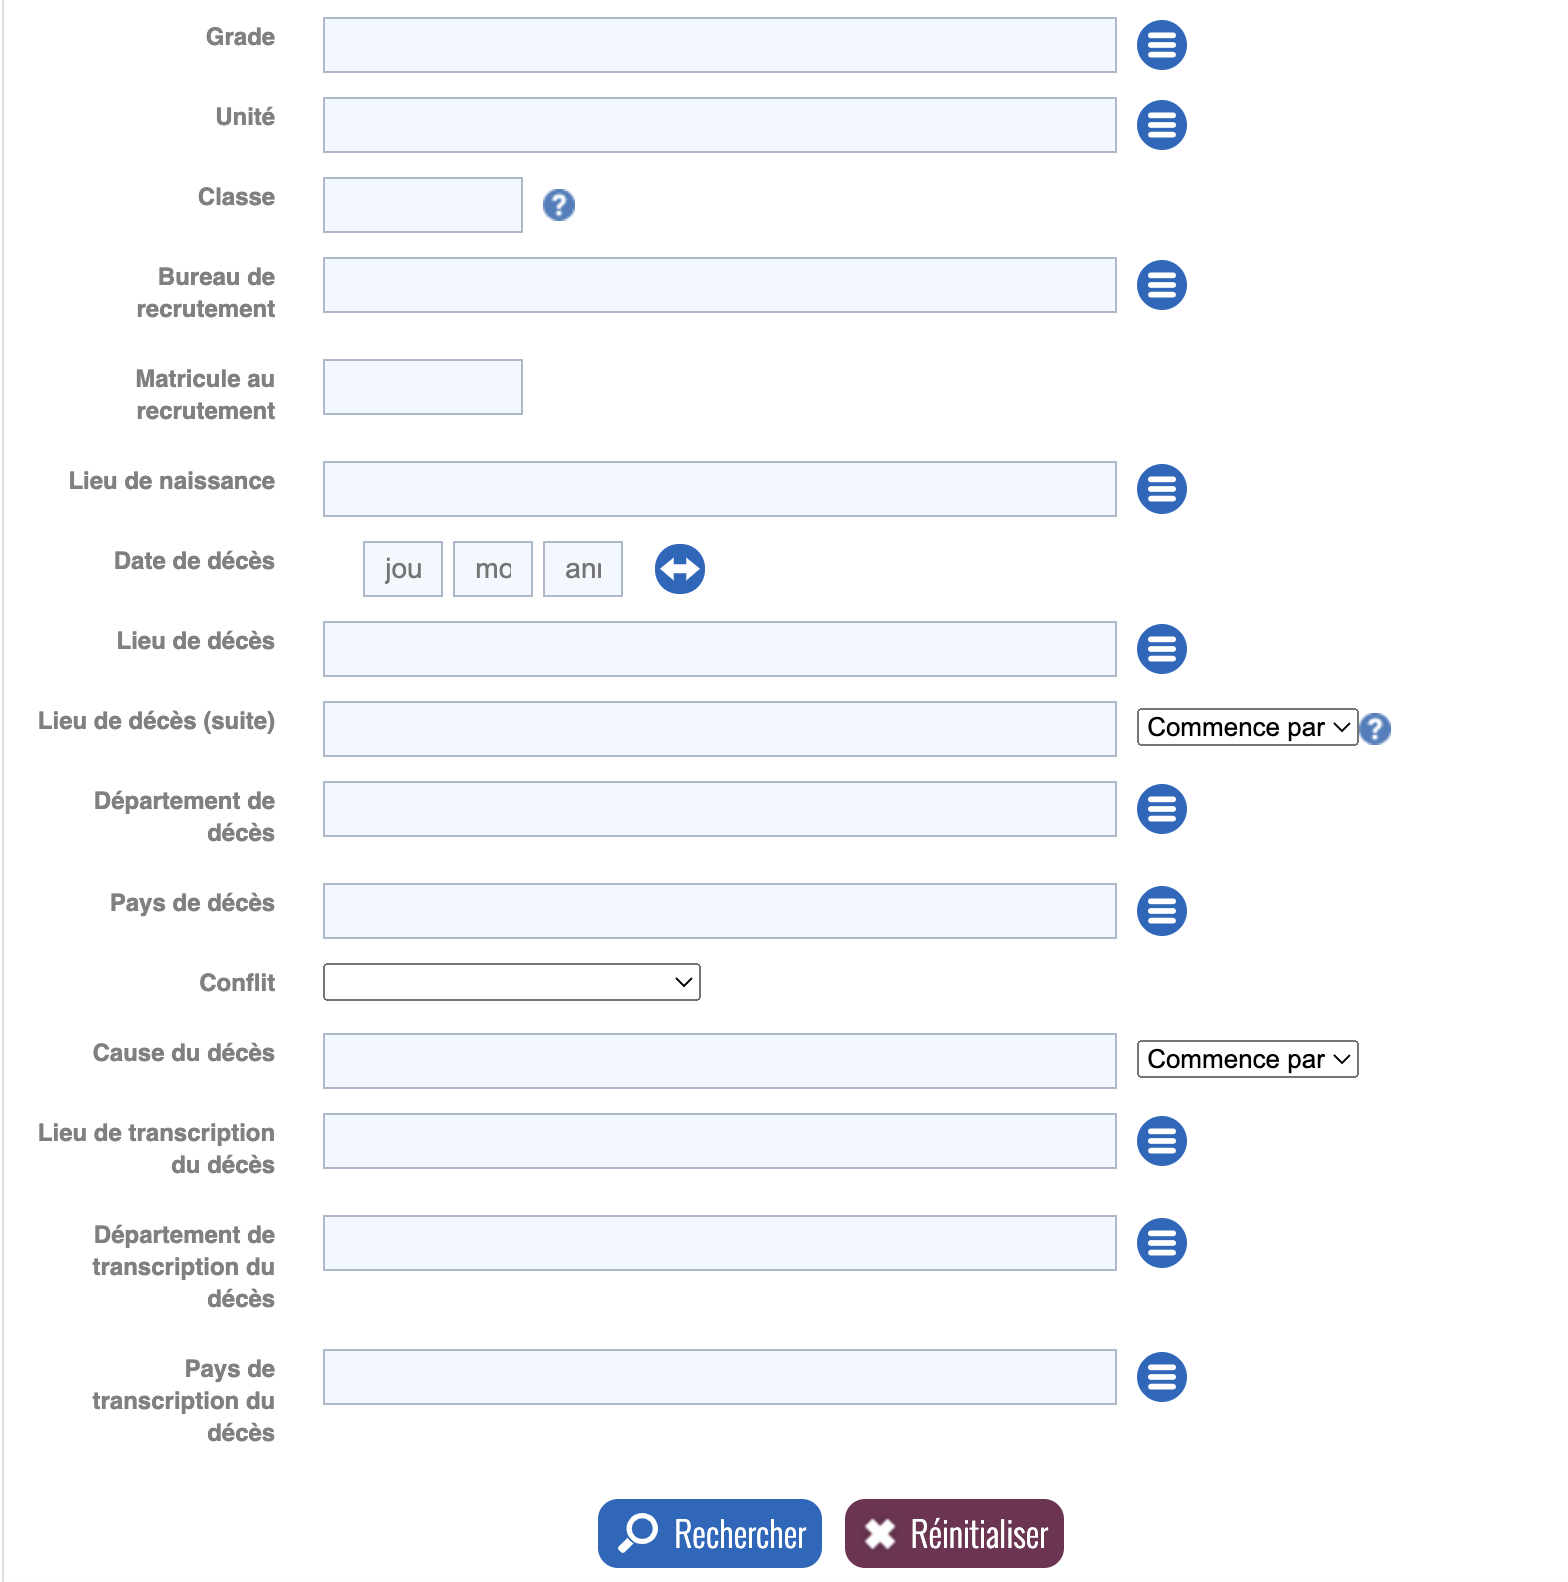 Grade
Unité
Classe
?
Bureau de
recrutement
Matricule au
recrutement
Lieu de naissance
Date de décès
jou mo ani
Lieu de décès
Lieu de décès (suite)
Commence par
?
Département de
décès
Pays de décès
Conflit
Cause du décès
Commence par
Lieu de transcription
du décès
Département de
transcription du
décès
Pays de
transcription du
décès
Rechercher
Réinitialiser